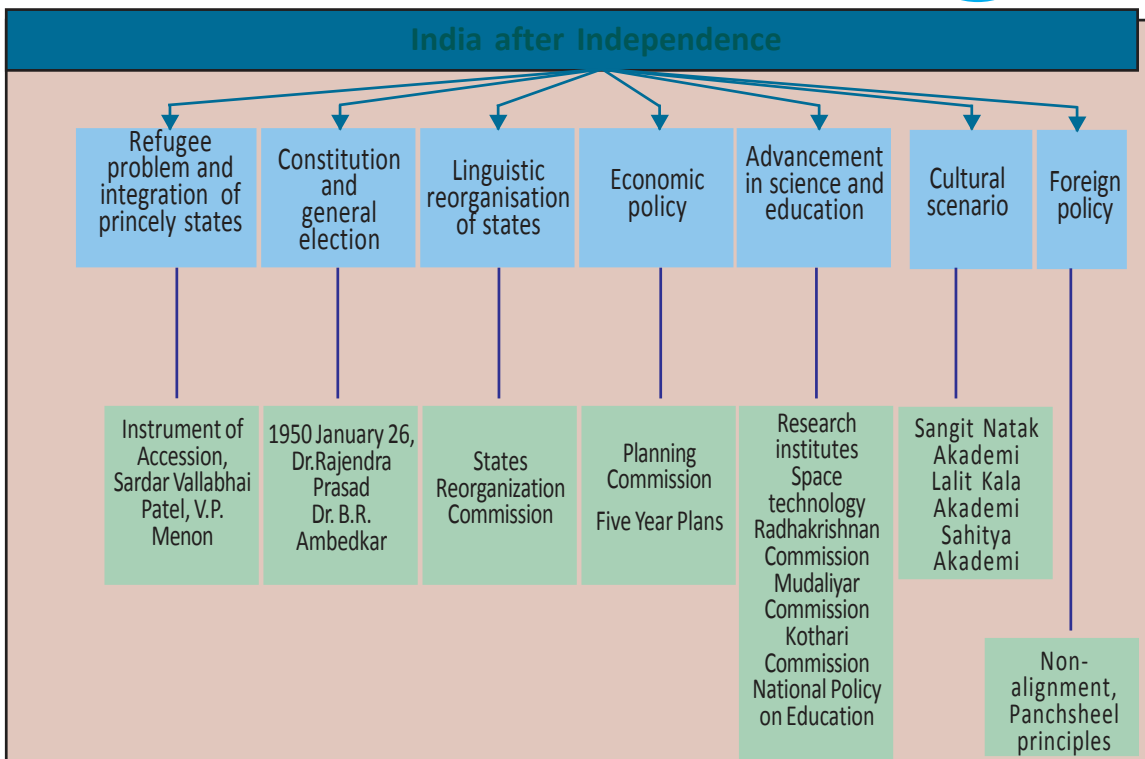 India after Independence
Refugee
problem and
integration of
princely states
Constitution
and
general
election
Linguistic
reorganisation
of states
Economic
policy
Advancement
in science and
education
Cultural
scenario
Foreign
policy
Instrument of
Accession,
Sardar Vallabhai
Patel, V.P.
Menon
1950 January 26,
Dr.Rajendra
Prasad
Dr. B.R.
Ambedkar
States
Reorganization
Commission
Planning
Commission
Five Year Plans
Research
institutes
Space
technology
Radhakrishnan
Commission
Mudaliyar
Commission
Kothari
Commission
National Policy
on Education
Sangit Natak
Akademi
Lalit Kala
Akademi
Sahitya
Akademi
Non-
alignment,
Panchsheel
principles